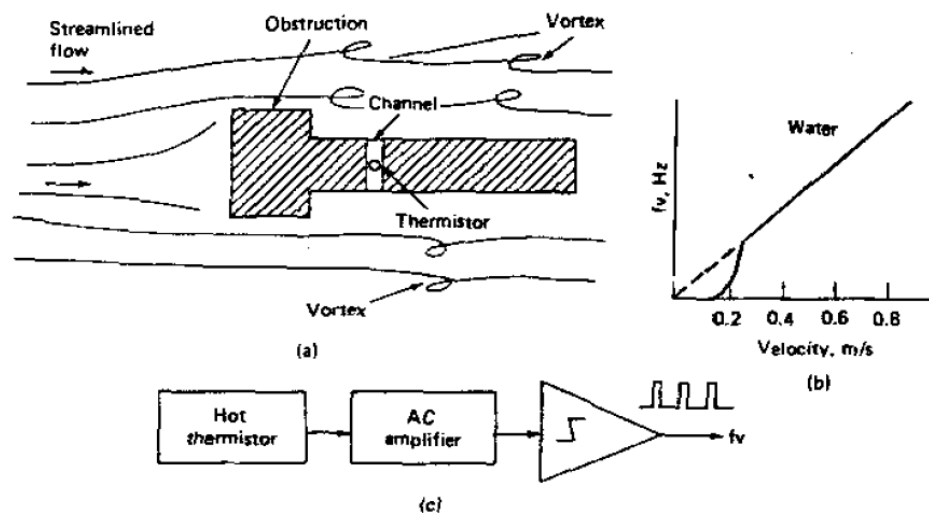 Streamlined
flow
Obstruction
Vortex
Channel
Thermistor
Vortex
(a)
fv, Hz
Water
0.2 0.4 0.6 0.8
Velocity, m/s
(b)
Hot
thermistor
AC
amplifier
fv
(c)